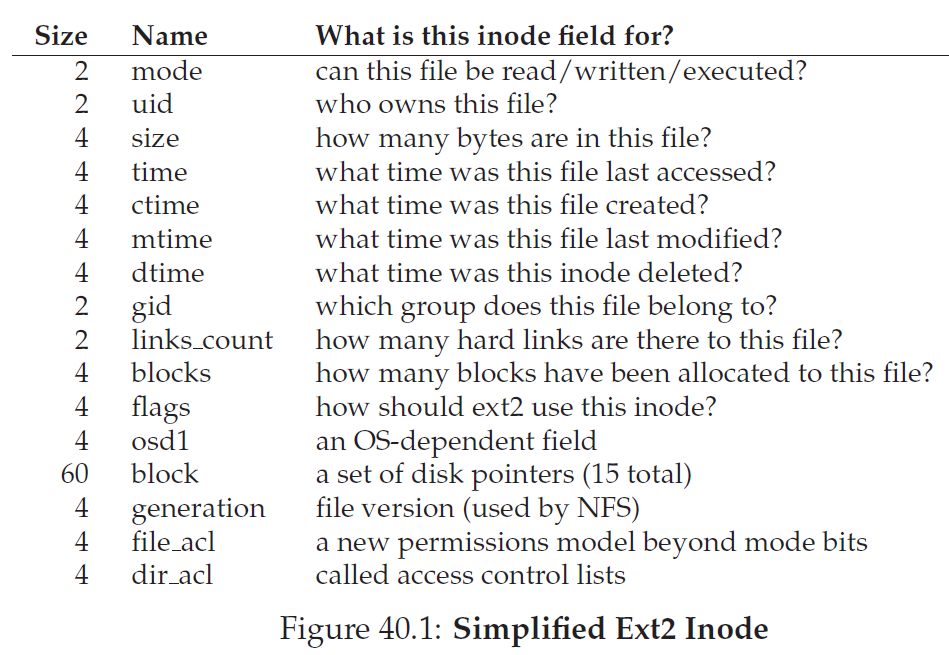 Size Name What is this inode field for?
2 mode can this file be read/written/executed?
2 uid who owns this file?
4 size how many bytes are in this file?
4 time what time was this file last accessed?
4 ctime what time was this file created?
4 mtime what time was this file last modified?
4 dtime what time was this inode deleted?
2 gid which group does this file belong to?
2 links_count how many hard links are there to this file?
4 blocks how many blocks have been allocated to this file?
4 flags how should ext2 use this inode?
4 osd1 an OS-dependent field
60 block a set of disk pointers (15 total)
4 generation file version (used by NFS)
4 file_acl a new permissions model beyond mode bits
4 dir_acl called access control lists
Figure 40.1: Simplified Ext2 Inode